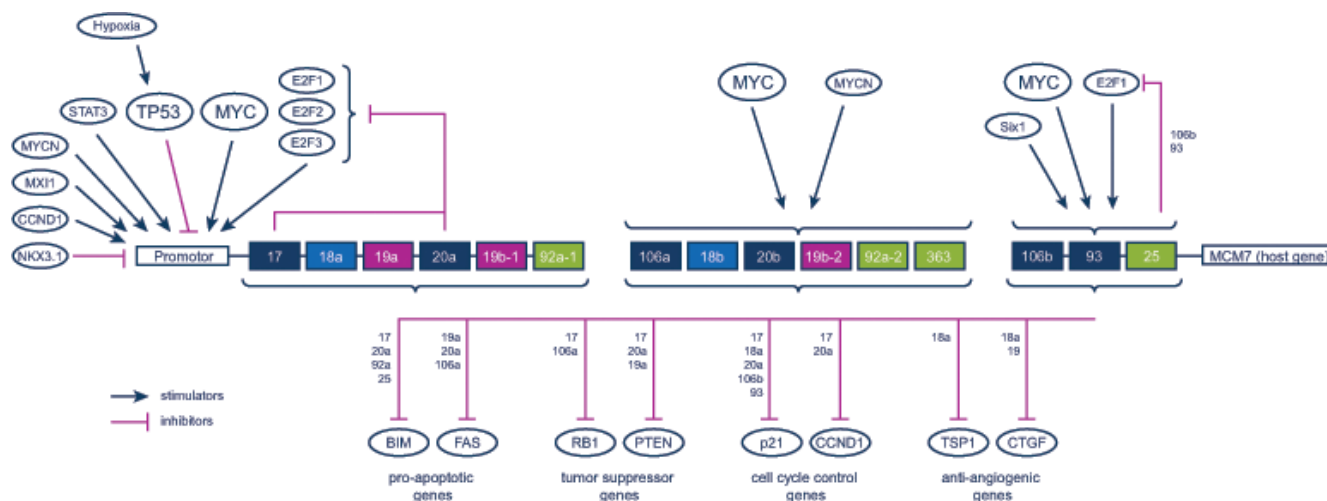 Hypoxia
E2F1
STAT3
TP53
MYC
E2F2
E2F3
MYCN
MXI1
CCND1
NKX3.1
Promotor
17
18a
19a
20a
19b-1
92a-1
MYC
MYCN
106a
18b
20b
19b-2
92a-2
363
MYC
E2F1
Six1
106b
93
106b
93
25
MCM7 (host gene)
17
20a
92a
25
19a
20a
106a
17
106a
17
20a
19a
17
18a
20a
106b
93
17
20a
18a
18a
19
stimulators
inhibitors
BIM
FAS
RB1
PTEN
p21
CCND1
TSP1
CTGF
pro-apoptotic
genes
tumor suppressor
genes
cell cycle control
genes
anti-angiogenic
genes